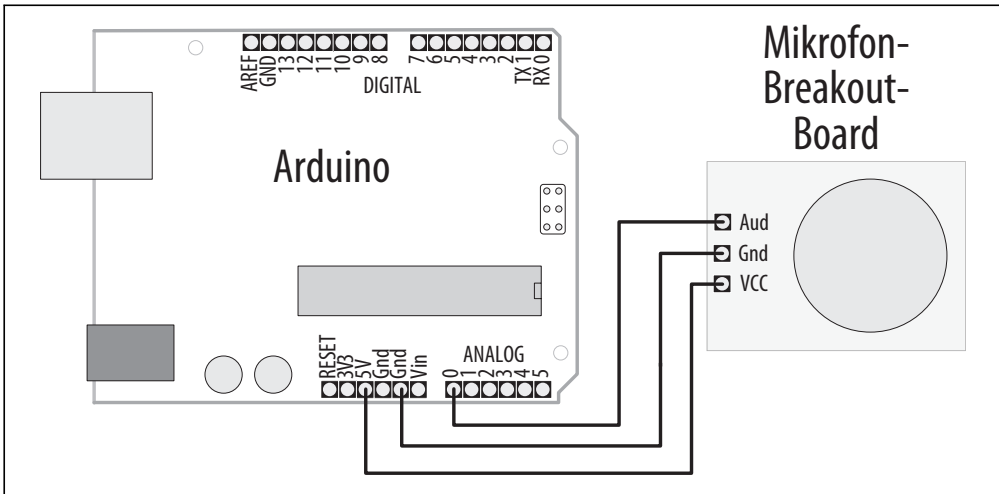 AREF
GND
13
12
11
10
9
8
7
6
5
4
3
2
TX 1
RX 0
DIGITAL
Arduino
Mikrofon-
Breakout-
Board
Aud
Gnd
VCC
RESET
3V3
5V
Gnd
Gnd
Vin
ANALOG
0
1
2
3
4
5